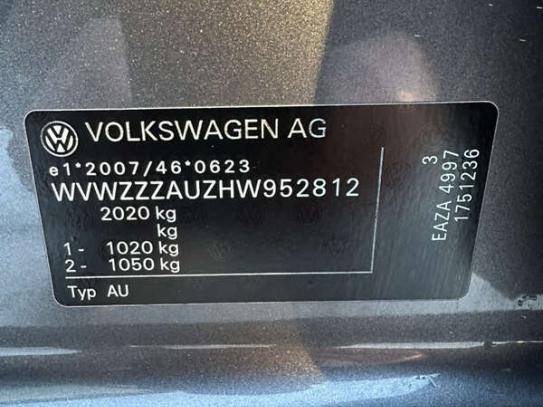 VOLKSWAGEN AG
e1*2007/46*0623
WVWZZZAUZHW952812
2020 kg
kg
1- 1020 kg
2- 1050 kg
Typ AU
3
EAZA 4997
1751236